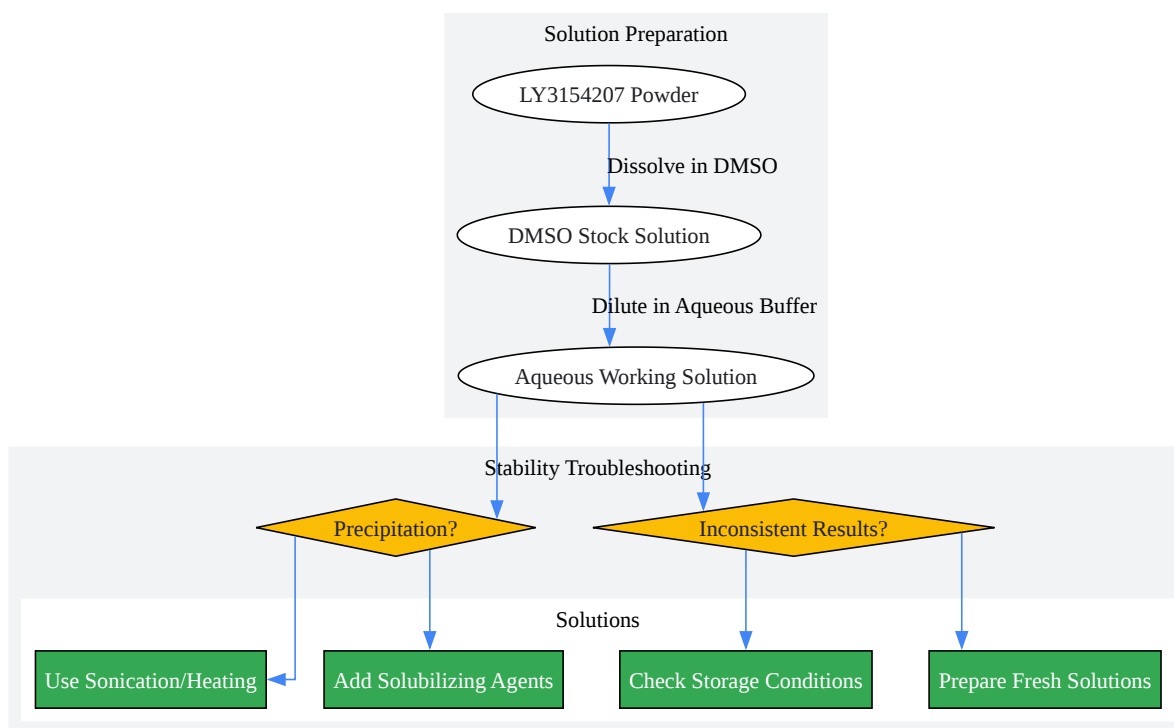 Solution Preparation
LY3154207 Powder
Dissolve in DMSO
DMSO Stock Solution
Dilute in Aqueous Buffer
Aqueous Working Solution
Stability Troubleshooting
Precipitation?
Inconsistent Results?
Solutions
Use Sonication/Heating
Add Solubilizing Agents
Check Storage Conditions
Prepare Fresh Solutions